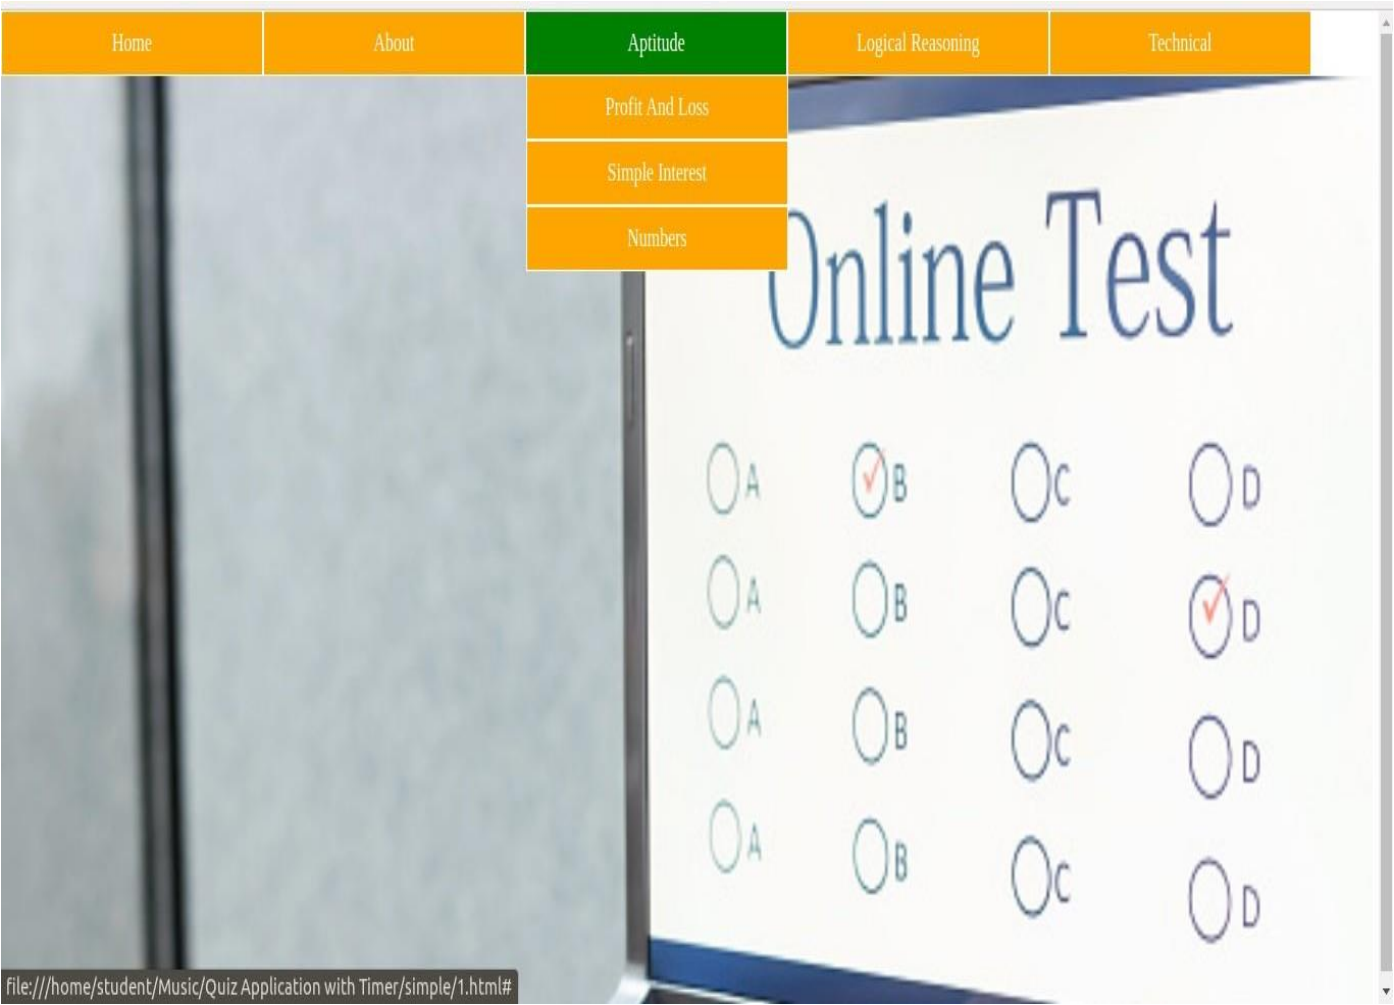 Home About Aptitude Logical Reasoning Technical
Profit And Loss
Simple Interest
Numbers
Online Test
A B C D
A B C D
A B C D
A B C D
file:///home/student/Music/Quiz Application with Timer/simple/1.html#